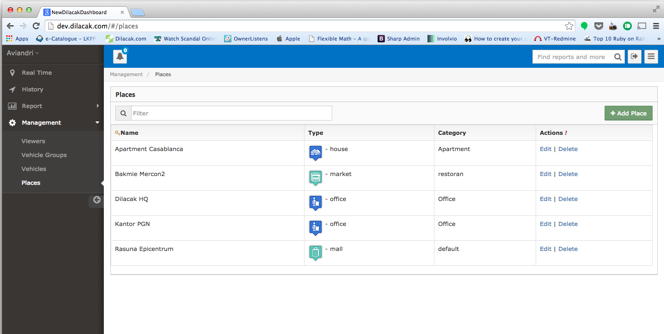 NewDilacakDashboard
dev.dilacak.com/#/places
Apps e-Catalogue – LKPP Dilacak.com Watch Scandal Onlin OwnerListens Apple Flexible Math – A s Sharp Admin Involvio How to create your VT-Redmine Top 10 Ruby on Rail
Aviandri
0
Find reports and more
Real Time
History
Report
Management
Viewers
Vehicle Groups
Vehicles
Places
Management / Places
Places
Filter
+ Add Place
Name Type Category Actions !
Apartment Casablanca - house Apartment Edit | Delete
Bakmie Mercon2 - market restoran Edit | Delete
Dilacak HQ - office Office Edit | Delete
Kantor PGN - office Office Edit | Delete
Rasuna Epicentrum - mall default Edit | Delete